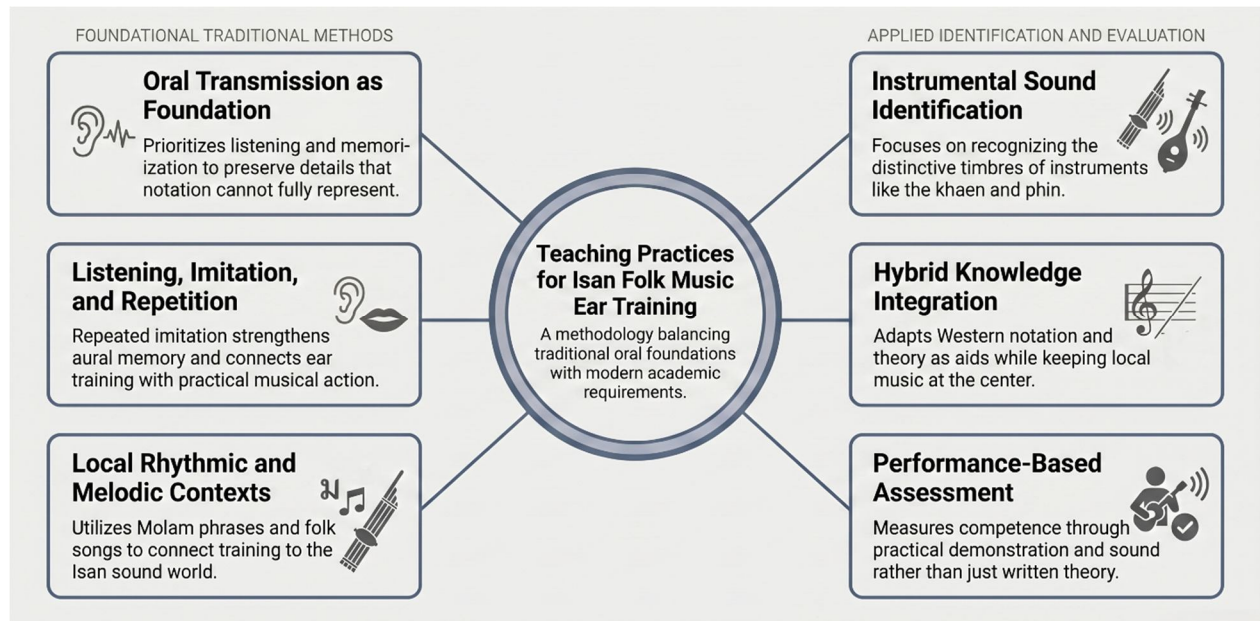 FOUNDATIONAL TRADITIONAL METHODS
Oral Transmission as
Foundation
Prioritizes listening and memori-
ization to preserve details that
notation cannot fully represent.
Listening, Imitation,
and Repetition
Repeated imitation strengthens
aural memory and connects ear
training with practical musical action.
Local Rhythmic and
Melodic Contexts
ม
Utilizes Molam phrases and folk
songs to connect training to the
Isan sound world.
Teaching Practices
for Isan Folk Music
Ear Training
A methodology balancing
traditional oral foundations
with modern academic
requirements.
APPLIED IDENTIFICATION AND EVALUATION
Instrumental Sound
Identification
Focuses on recognizing the
distinctive timbres of instruments
like the khaen and phin.
Hybrid Knowledge
Integration
Adapts Western notation and
theory as aids while keeping local
music at the center.
Performance-Based
Assessment
Measures competence through
practical demonstration and sound
rather than just written theory.